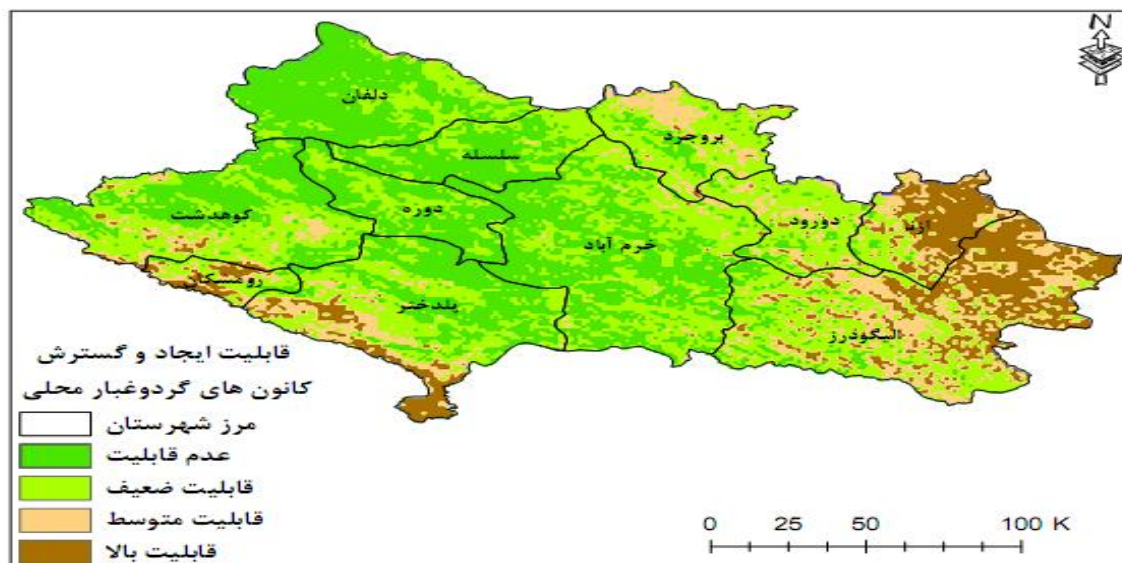 N
دلفان
بروجرد
سلسله
ازنا
دوره
دورود
کوهدشت
خرم آباد
رومشکان
پلدختر
الیگودرز
قابلیت ایجاد و گسترش
کانون های گردوغبار محلی
مرز شهرستان
عدم قابلیت
قابلیت ضعیف
قابلیت متوسط
قابلیت بالا
0 25 50 100 K